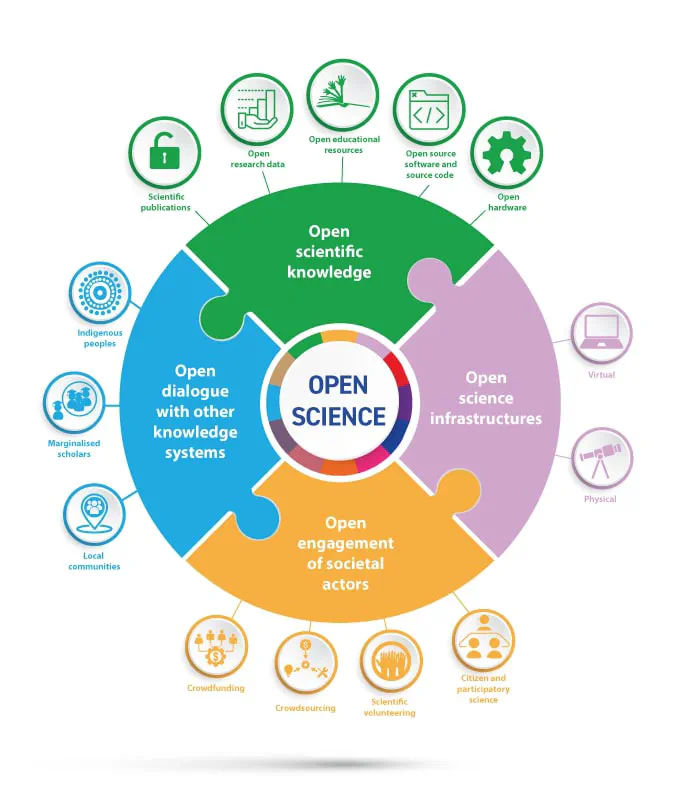 Open educational
resources
Open
research data
Open source
software and
source code
Scientific
publications
Open
hardware
Open
scientific
knowledge
Indigenous
peoples
Virtual
Open
dialogue
with other
knowledge
systems
OPEN
SCIENCE
Open
science
infrastructures
Marginalised
scholars
Physical
Local
communities
Open
engagement
of societal
actors
Crowdfunding
Crowdsourcing
Scientific
volunteering
Citizen and
participatory
science